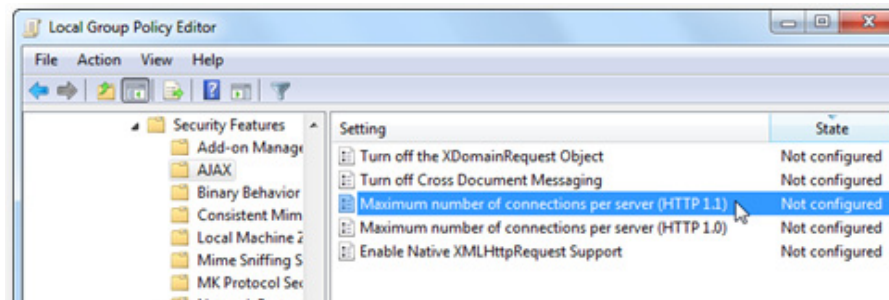 Local Group Policy Editor
File Action View Help
Security Features
Add-on Manage
AJAX
Binary Behavior
Consistent Mim
Local Machine Z
Mime Sniffing S
MK Protocol Sec
Setting State
Turn off the XDomainRequest Object Not configured
Turn off Cross Document Messaging Not configured
Maximum number of connections per server (HTTP 1.1) Not configured
Maximum number of connections per server (HTTP 1.0) Not configured
Enable Native XMLHttpRequest Support Not configured